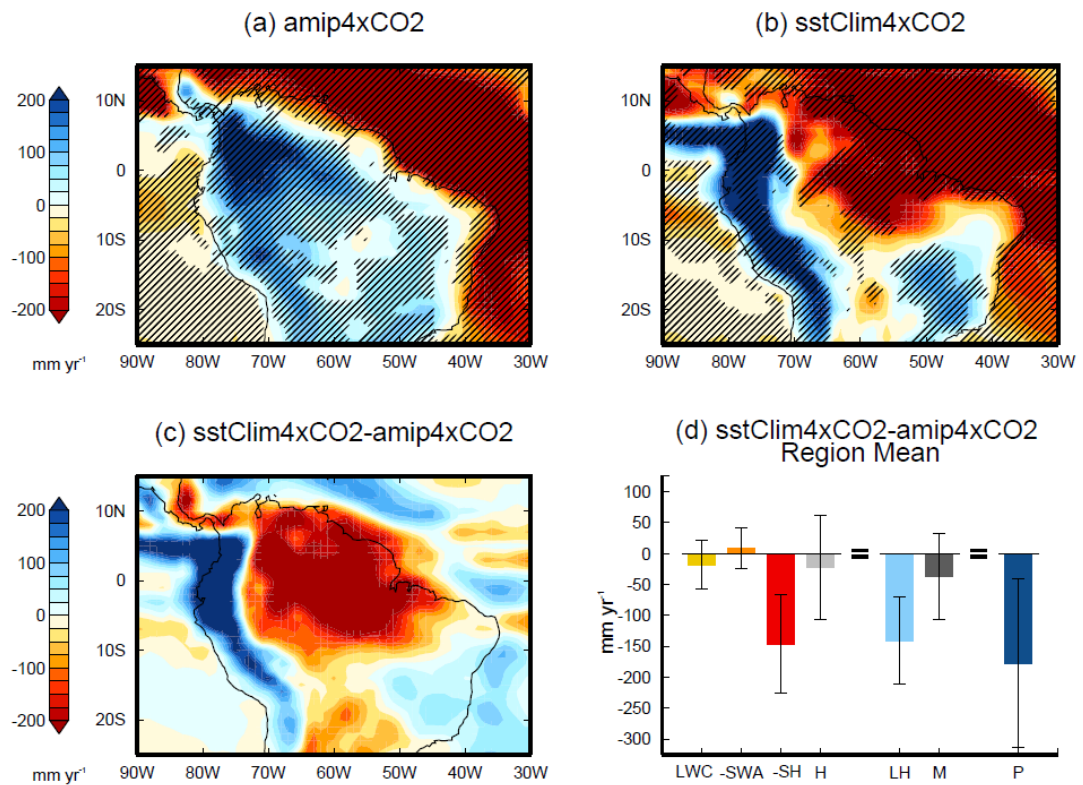 (a) amip4xCO2
(b) sstClim4xCO2
200
100
0
-100
-200
mm yr⁻¹
10N
0
10S
20S
90W 80W 70W 60W 50W 40W 30W
10N
0
10S
20S
90W 80W 70W 60W 50W 40W 30W
(c) sstClim4xCO2-amip4xCO2
(d) sstClim4xCO2-amip4xCO2
Region Mean
200
100
0
-100
-200
mm yr⁻¹
10N
0
10S
20S
90W 80W 70W 60W 50W 40W 30W
mm yr⁻¹
100
50
0
-50
-100
-150
-200
-250
-300
= =
LWC -SWA -SH H LH M P